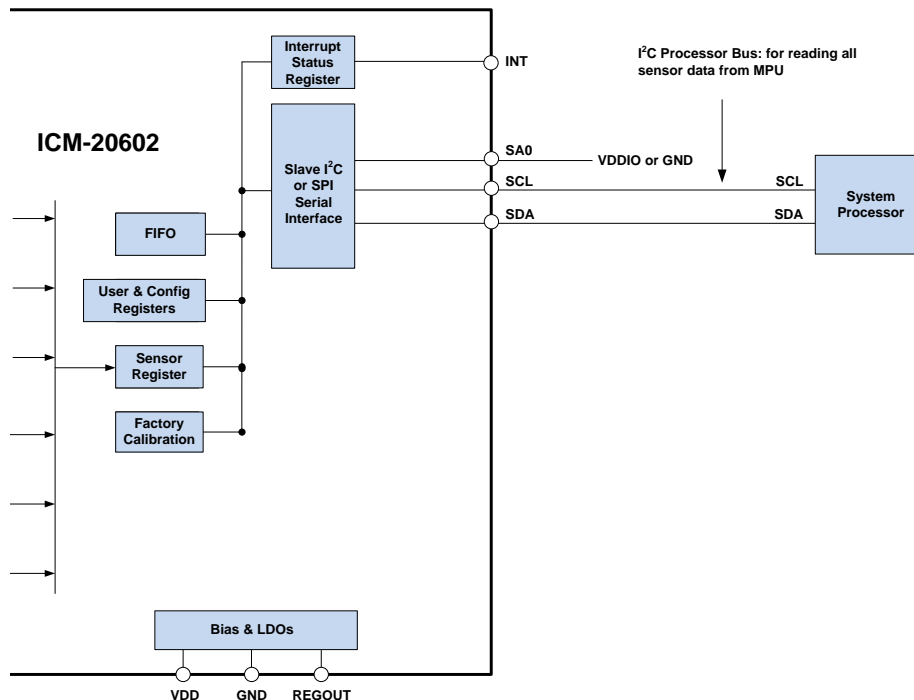 Interrupt
Status
Register
INT
I²C Processor Bus: for reading all
sensor data from MPU
ICM-20602
Slave I²C
or SPI
Serial
Interface
SA0
VDDIO or GND
SCL
SCL
SDA
SDA
System
Processor
FIFO
User & Config
Registers
Sensor
Register
Factory
Calibration
Bias & LDOs
VDD
GND
REGOUT